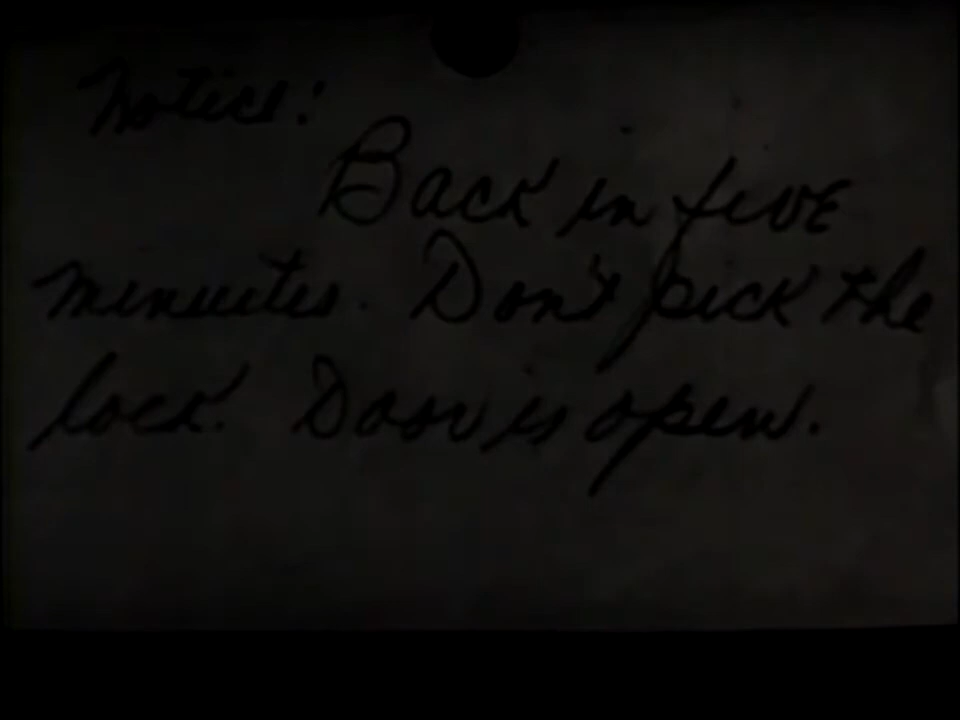 Notice:
Back in five
minutes. Don't pick the
lock. Door is open.